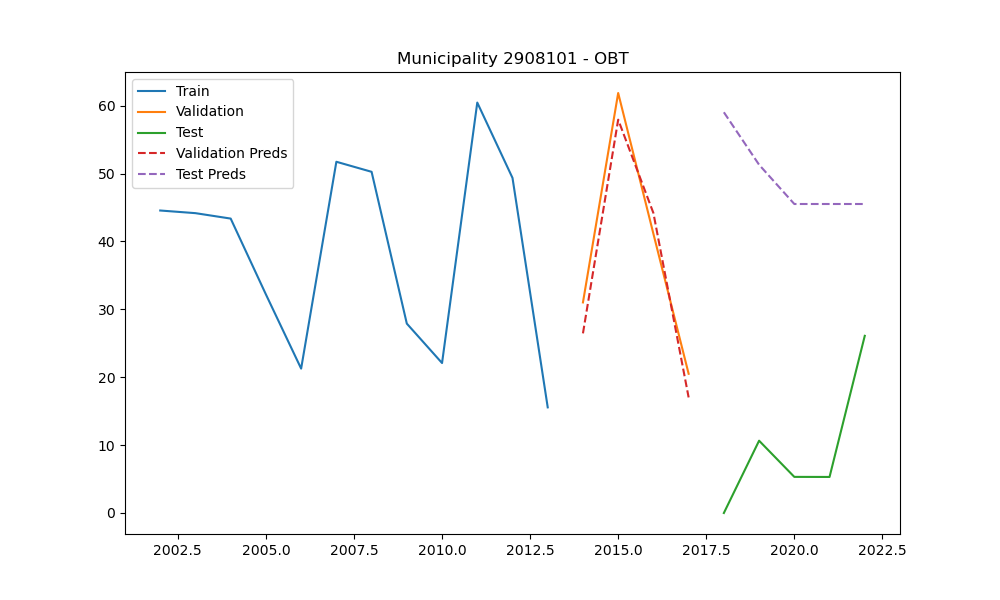 Municipality 2908101 - OBT
Train
Validation
Test
Validation Preds
Test Preds
60
50
40
30
20
10
0
2002.5 2005.0 2007.5 2010.0 2012.5 2015.0 2017.5 2020.0 2022.5